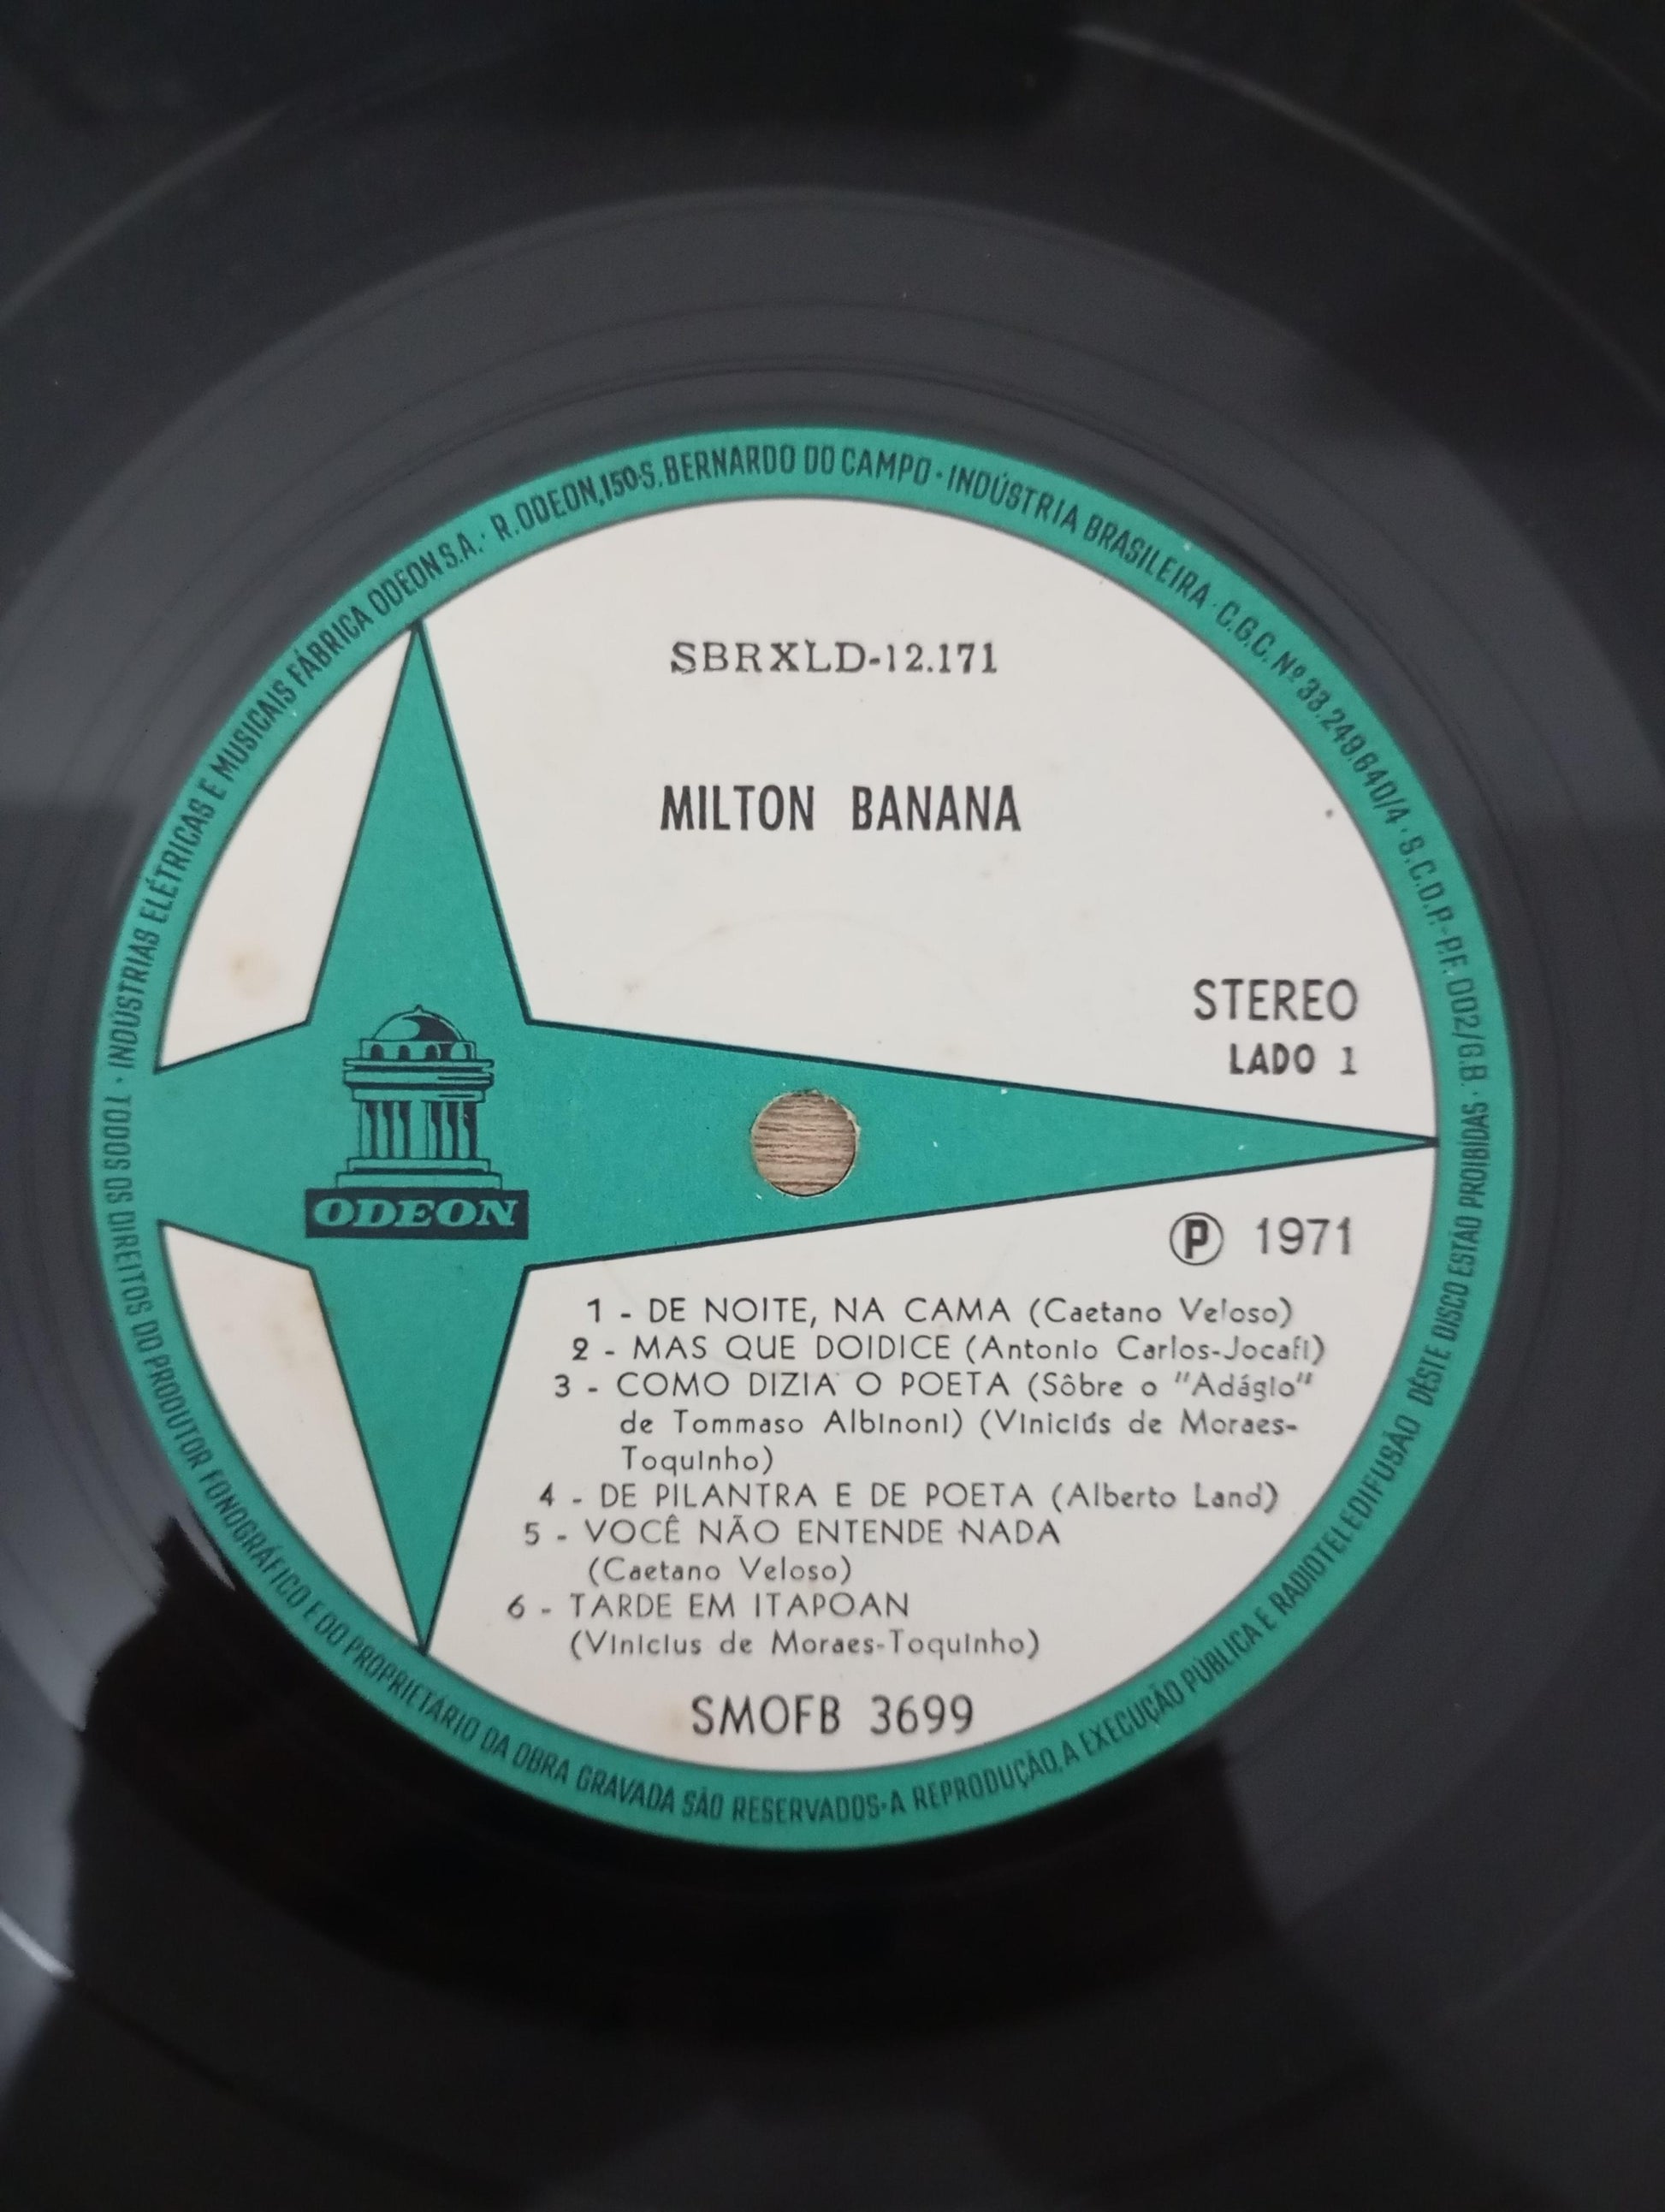 INDÚSTRIAS ELÉTRICAS E MUSICAIS FÁBRICA ODEON S.A. · R. ODEON, 150-S. BERNARDO DO CAMPO · INDÚSTRIA BRASILEIRA · C.G.C. Nº 33.249.640/4 · S.C.D.P.-P.F. 002/G.B. ·
TODOS OS DIREITOS DO PRODUTOR FONOGRÁFICO E DO PROPRIETÁRIO DA OBRA GRAVADA SÃO RESERVADOS · A REPRODUÇÃO, A EXECUÇÃO PÚBLICA E RADIOTELEDIFUSÃO DÊSTE DISCO ESTÃO PROIBIDAS ·
SBRXLD-12.171
MILTON BANANA
STEREO
LADO 1
ODEON
Ⓟ 1971
1 - DE NOITE, NA CAMA (Caetano Veloso)
2 - MAS QUE DOIDICE (Antonio Carlos-Jocafi)
3 - COMO DIZIA O POETA (Sôbre o "Adágio"
de Tommaso Albinoni) (Viniciús de Moraes-
Toquinho)
4 - DE PILANTRA E DE POETA (Alberto Land)
5 - VOCÊ NÃO ENTENDE NADA
(Caetano Veloso)
6 - TARDE EM ITAPOAN
(Vinicius de Moraes-Toquinho)
SMOFB 3699